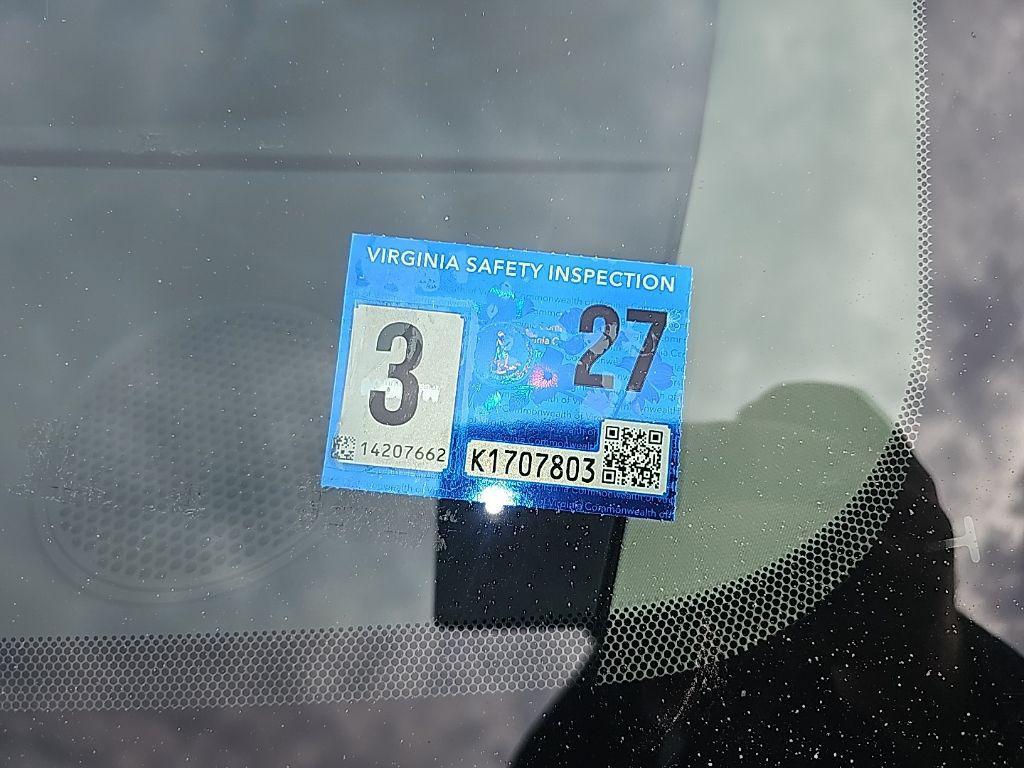 VIRGINIA SAFETY INSPECTION
3
27
14207662
K1707803